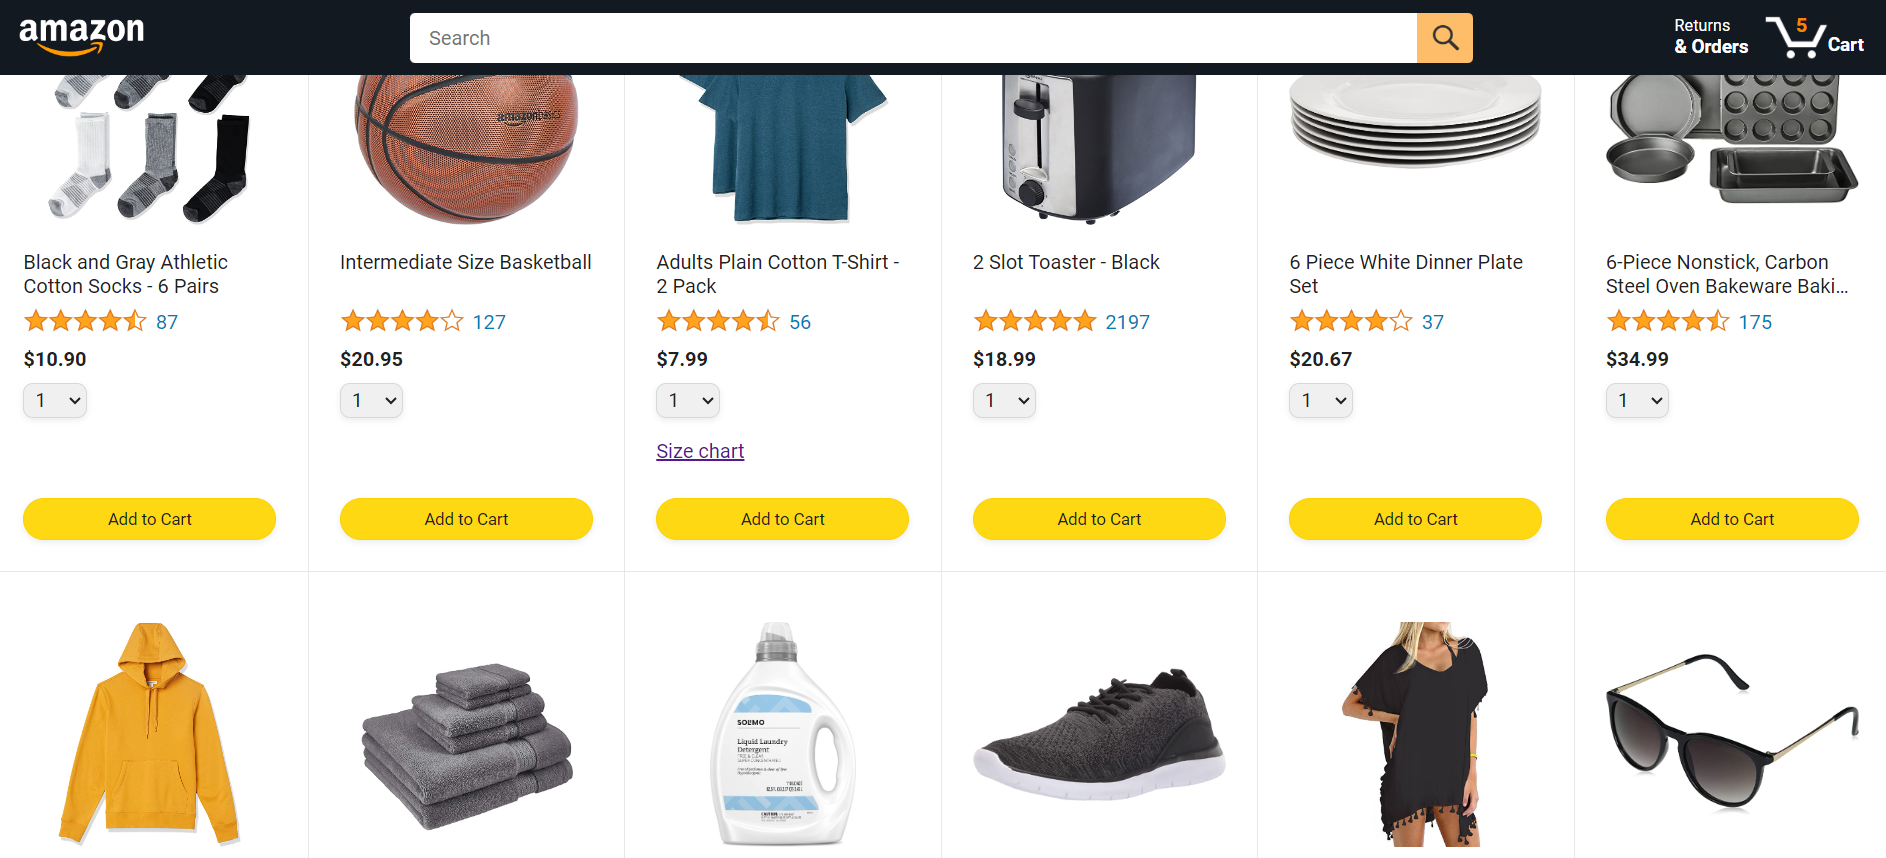 amazon
Search
Returns
& Orders
5
Cart
amazonbasics
Black and Gray Athletic
Cotton Socks - 6 Pairs
87
$10.90
1
Add to Cart
Intermediate Size Basketball
127
$20.95
1
Add to Cart
Adults Plain Cotton T-Shirt -
2 Pack
56
$7.99
1
Size chart
Add to Cart
2 Slot Toaster - Black
2197
$18.99
1
Add to Cart
6 Piece White Dinner Plate
Set
37
$20.67
1
Add to Cart
6-Piece Nonstick, Carbon
Steel Oven Bakeware Baki...
175
$34.99
1
Add to Cart
SOLIMO
Liquid Laundry
Detergent
FREE & CLEAR